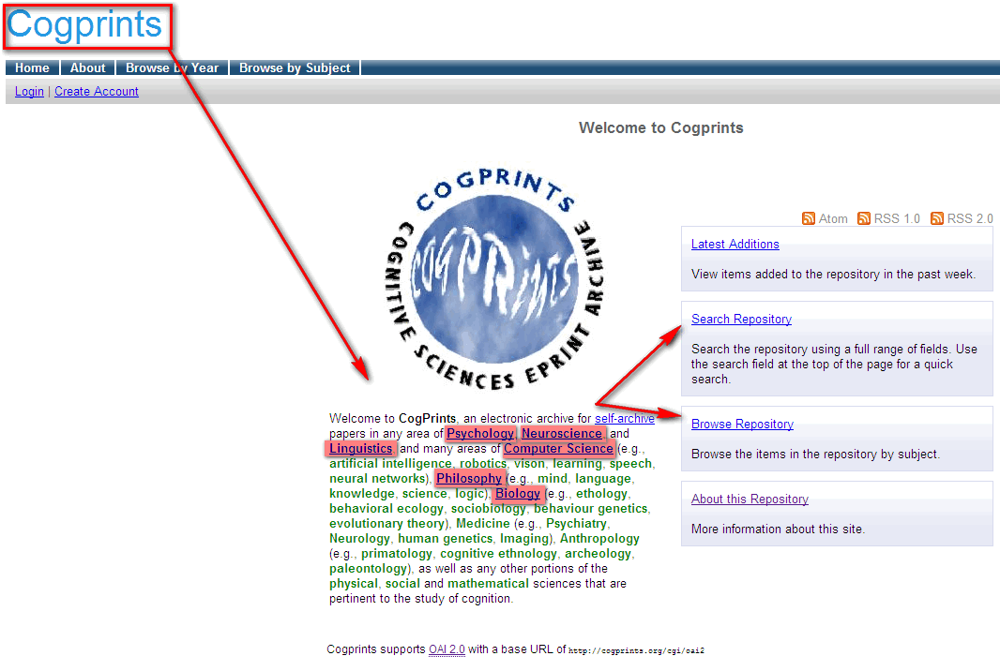 Cogprints
Home About Browse by Year Browse by Subject
Login | Create Account
Welcome to Cogprints
COGPRINTS
COGNITIVE SCIENCES EPRINT ARCHIVE
COGPRints
Atom RSS 1.0 RSS 2.0
Latest Additions
View items added to the repository in the past week.
Search Repository
Search the repository using a full range of fields. Use
the search field at the top of the page for a quick
search.
Browse Repository
Browse the items in the repository by subject.
About this Repository
More information about this site.
Welcome to CogPrints, an electronic archive for self-archive
papers in any area of Psychology, Neuroscience, and
Linguistics, and many areas of Computer Science (e.g.,
artificial intelligence, robotics, vison, learning, speech,
neural networks), Philosophy (e.g., mind, language,
knowledge, science, logic), Biology (e.g., ethology,
behavioral ecology, sociobiology, behaviour genetics,
evolutionary theory), Medicine (e.g., Psychiatry,
Neurology, human genetics, Imaging), Anthropology
(e.g., primatology, cognitive ethnology, archeology,
paleontology), as well as any other portions of the
physical, social and mathematical sciences that are
pertinent to the study of cognition.
Cogprints supports OAI 2.0 with a base URL of http://cogprints.org/cgi/oai2